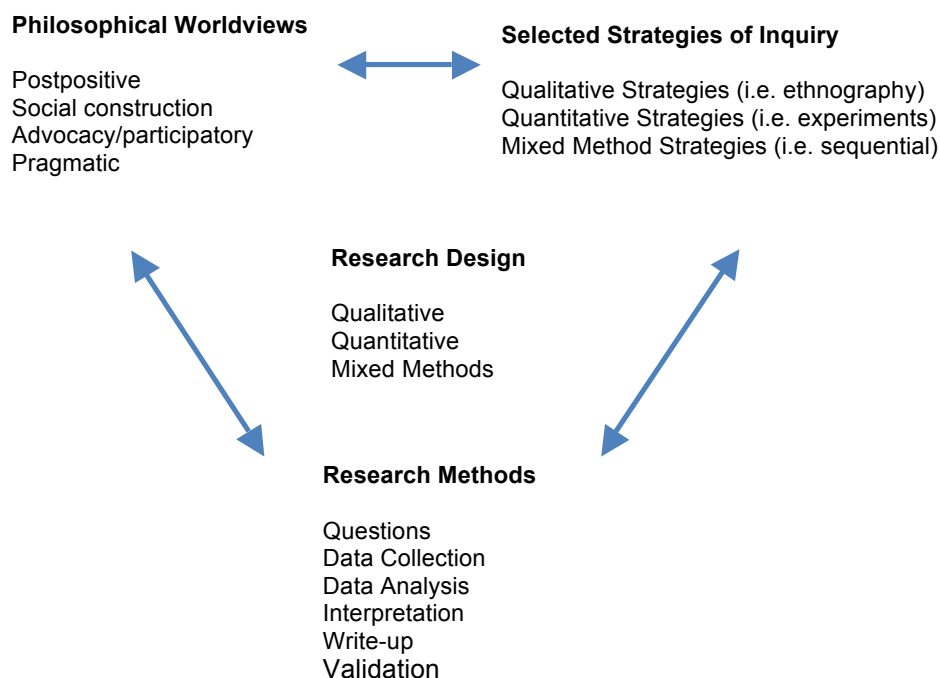 Philosophical Worldviews
Postpositive
Social construction
Advocacy/participatory
Pragmatic
Selected Strategies of Inquiry
Qualitative Strategies (i.e. ethnography)
Quantitative Strategies (i.e. experiments)
Mixed Method Strategies (i.e. sequential)
Research Design
Qualitative
Quantitative
Mixed Methods
Research Methods
Questions
Data Collection
Data Analysis
Interpretation
Write-up
Validation